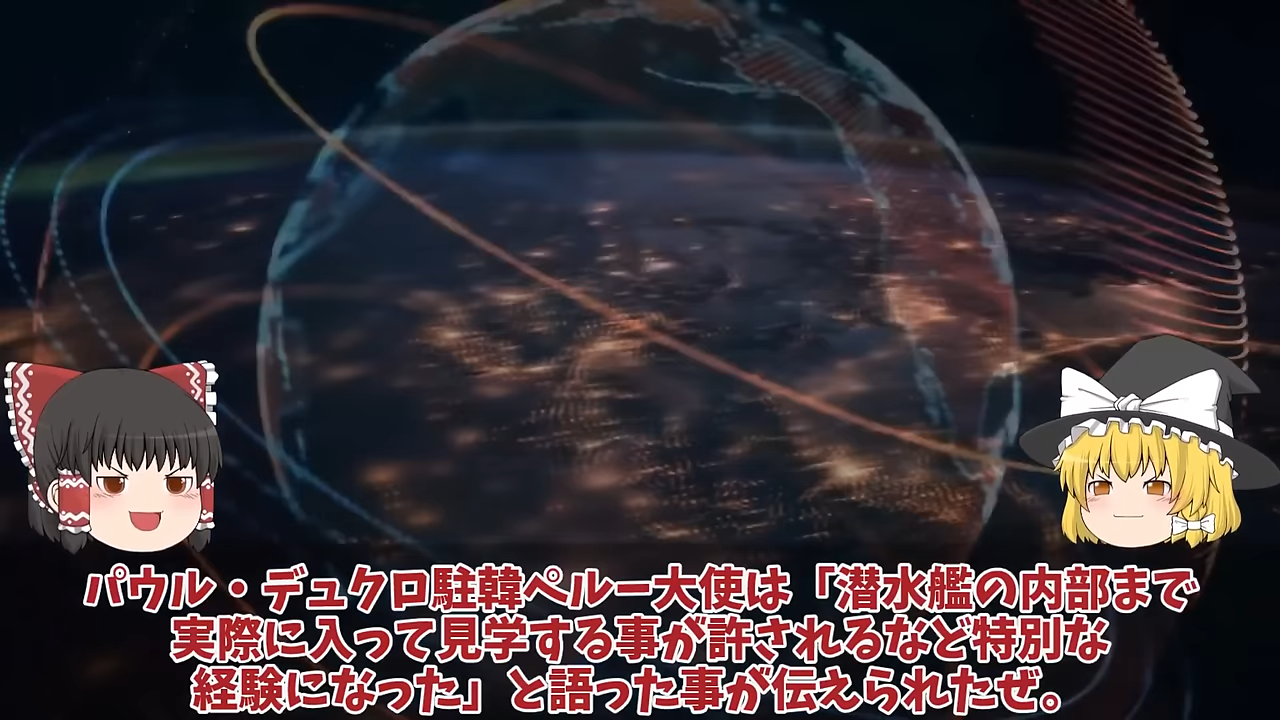 パウル・デュクロ駐韓ペルー大使は「潜水艦の内部まで
実際に入って見学する事が許されるなど特別な
経験になった」と語った事が伝えられたぜ。